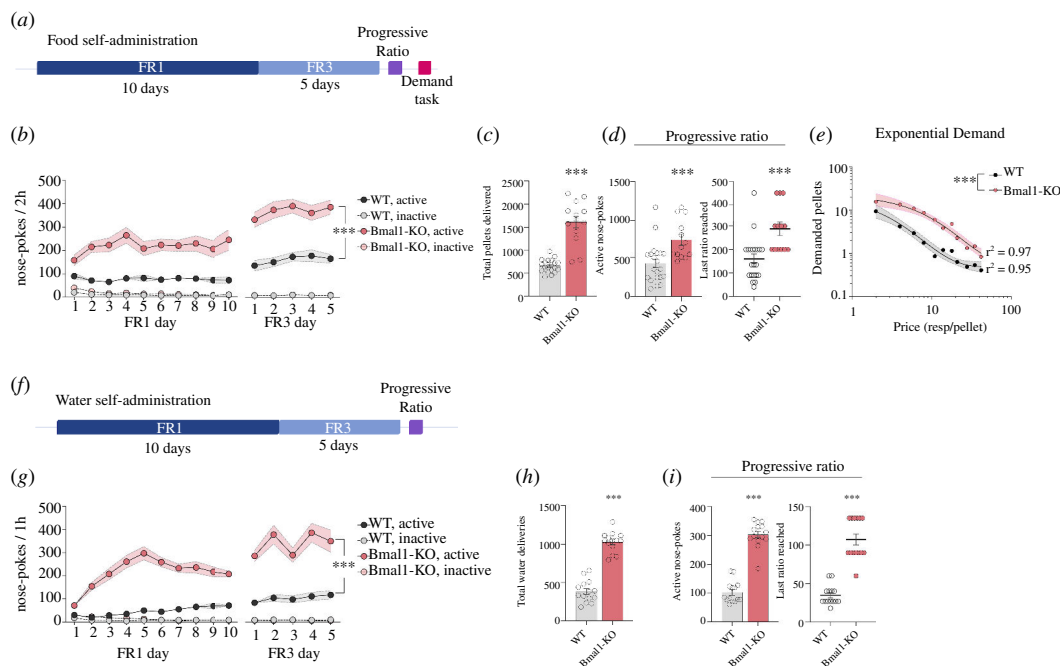 (a)
Food self-administration
Progressive
Ratio
FR1
FR3
10 days
5 days
Demand
task
(b)
nose-pokes / 2h
500
400
300
200
100
0
1 2 3 4 5 6 7 8 9 10
FR1 day
1 2 3 4 5
FR3 day
WT, active
WT, inactive
Bmal1-KO, active
Bmal1-KO, inactive
***
(c)
Total pellets delivered
2500
2000
1500
1000
500
0
***
WT
Bmal1-KO
(d)
Progressive ratio
Active nose-pokes
1500
1000
500
0
***
WT
Bmal1-KO
Last ratio reached
500
400
300
200
100
0
***
WT
Bmal1-KO
(e)
Exponential Demand
Demanded pellets
100
10
1
0.1
*** WT
Bmal1-KO
r² = 0.97
r² = 0.95
1 10 100
Price (resp/pellet)
(f)
Water self-administration
Progressive
Ratio
FR1
FR3
10 days
5 days
(g)
nose-pokes / 1h
500
400
300
200
100
0
1 2 3 4 5 6 7 8 9 10
FR1 day
1 2 3 4 5
FR3 day
WT, active
WT, inactive
Bmal1-KO, active
Bmal1-KO, inactive
***
(h)
Total water deliveries
1500
1000
500
0
***
WT
Bmal1-KO
(i)
Progressive ratio
Active nose-pokes
400
300
200
100
0
***
WT
Bmal1-KO
Last ratio reached
150
100
50
0
***
WT
Bmal1-KO